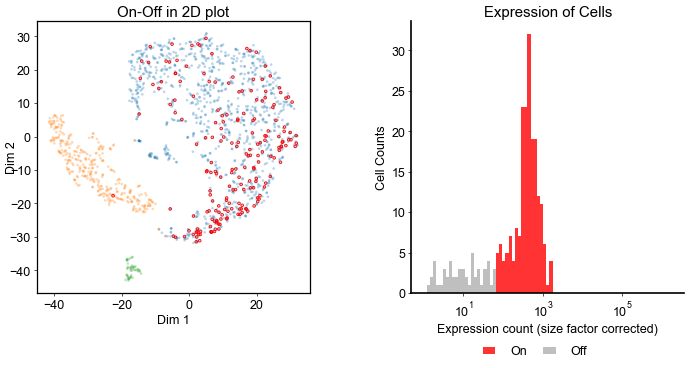 On-Off in 2D plot
Expression of Cells
Dim 2
30
20
10
0
−10
−20
−30
−40
−40
−20
0
20
Dim 1
Cell Counts
30
25
20
15
10
5
0
10^1
10^3
10^5
Expression count (size factor corrected)
On
Off